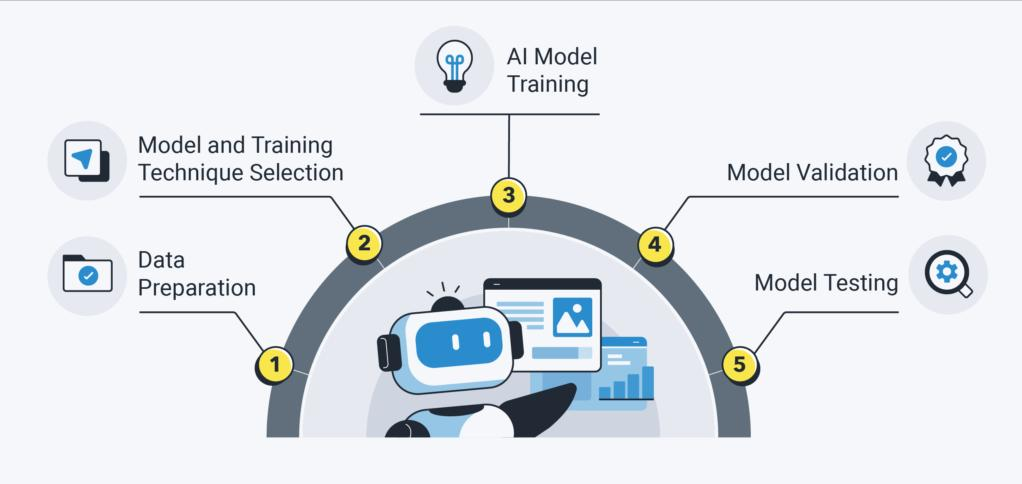 AI Model
Training
3
Model and Training
Technique Selection
2
Model Validation
4
Data
Preparation
1
Model Testing
5